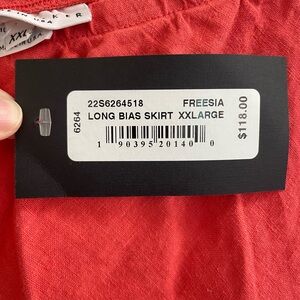 XXL
22S6264518 FREESIA
LONG BIAS SKIRT XXLARGE
6264
$118.00
1 90395 20140 0